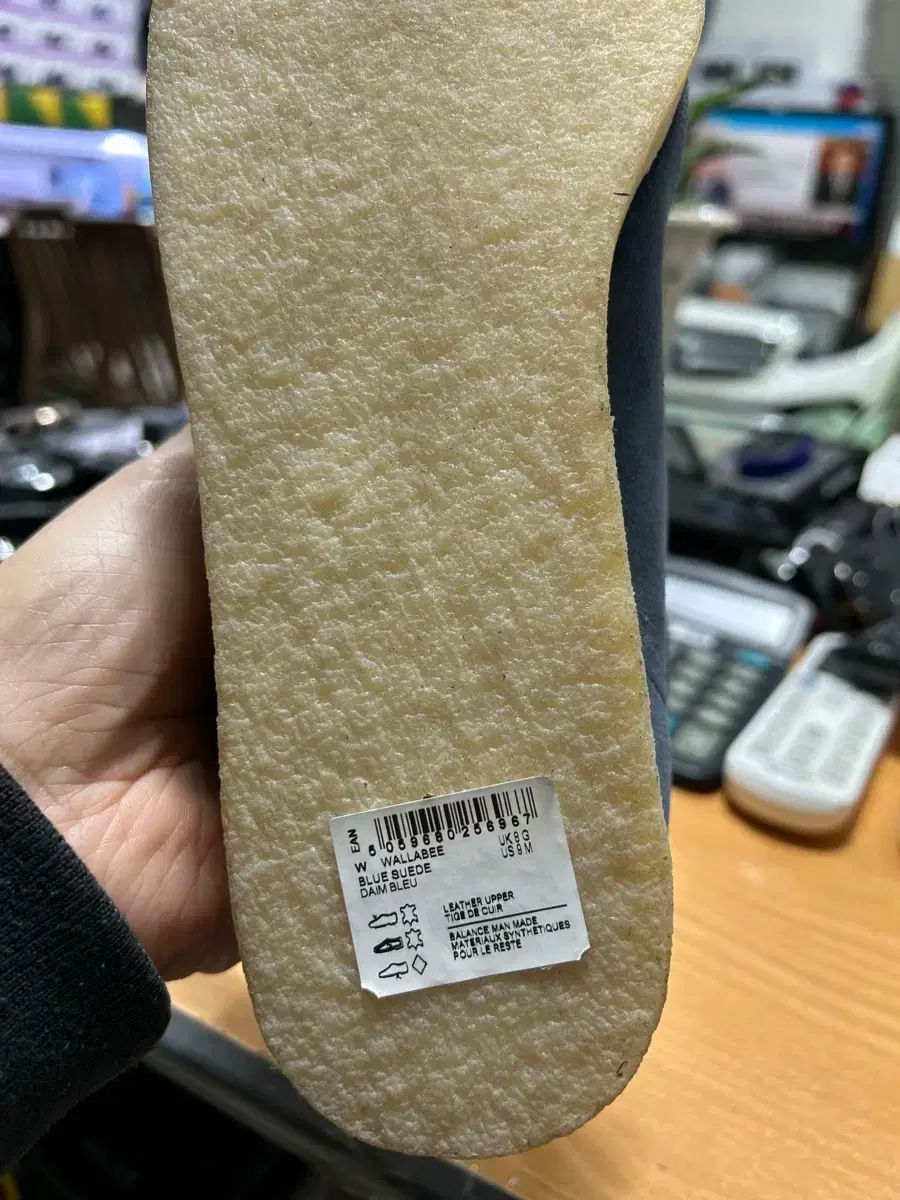 EAN
5 059680 256967
W WALLABEE UK 8 G
BLUE SUEDE US 9 M
DAIM BLEU
LEATHER UPPER
TIGE DE CUIR
BALANCE MAN MADE
MATERIAUX SYNTHETIQUES
POUR LE RESTE